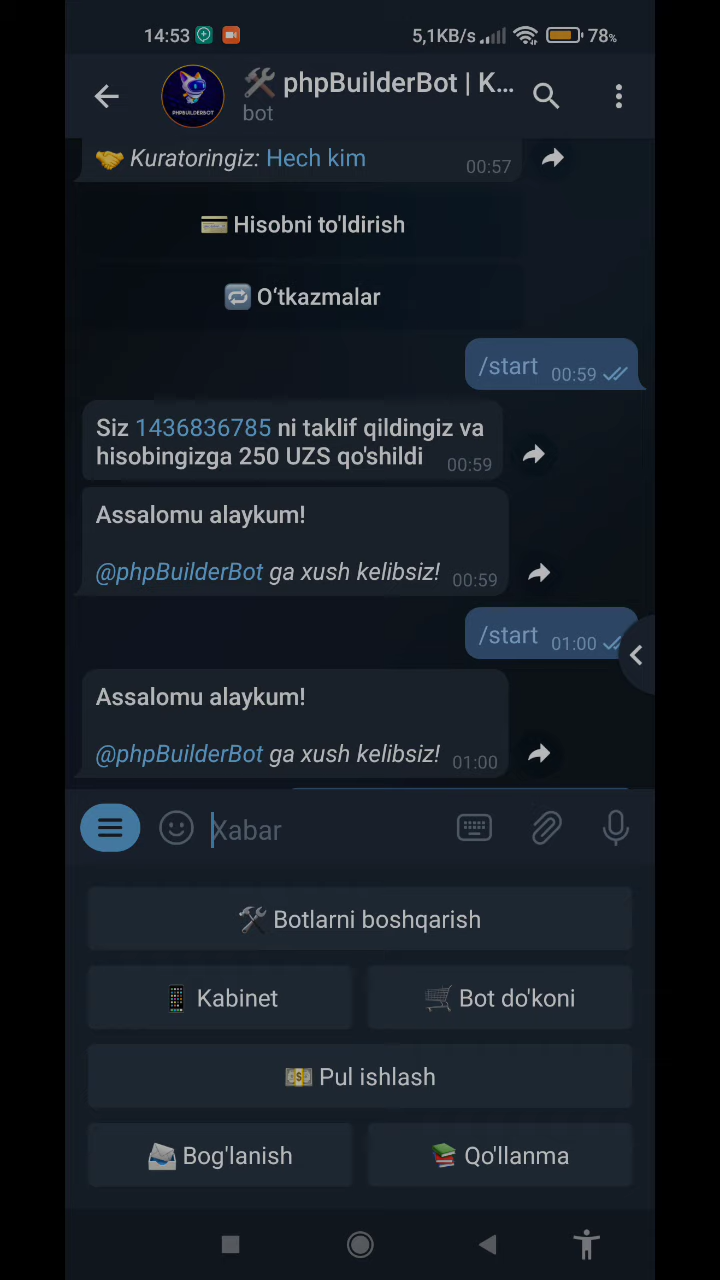 14:53 5,1KB/s 78%
🛠 phpBuilderBot | K...
bot
PHPBUILDERBOT
🤝 Kuratoringiz: Hech kim 00:57
💳 Hisobni to'ldirish
🔁 O‘tkazmalar
/start 00:59
Siz 1436836785 ni taklif qildingiz va
hisobingizga 250 UZS qo'shildi 00:59
Assalomu alaykum!
@phpBuilderBot ga xush kelibsiz! 00:59
/start 01:00
Assalomu alaykum!
@phpBuilderBot ga xush kelibsiz! 01:00
Xabar
🛠 Botlarni boshqarish
📱 Kabinet
🛒 Bot do'koni
💵 Pul ishlash
📨 Bog'lanish
📚 Qo'llanma